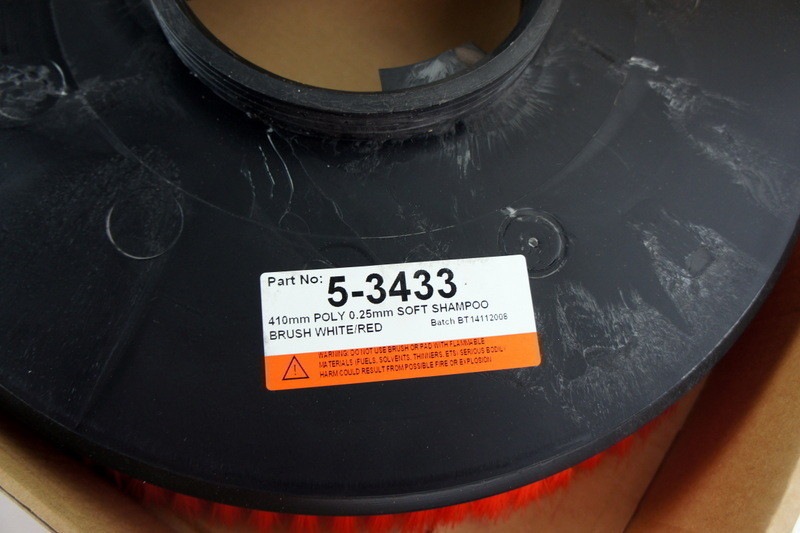 Part No: 5-3433
410mm POLY 0.25mm SOFT SHAMPOO
BRUSH WHITE/RED Batch BT14112008
WARNING: DO NOT USE BRUSH OR PAD WITH FLAMMABLE
MATERIALS (FUELS, SOLVENTS, THINNERS, ETS) SERIOUS BODILY
HARM COULD RESULT FROM POSSIBLE FIRE OR EXPLOSION